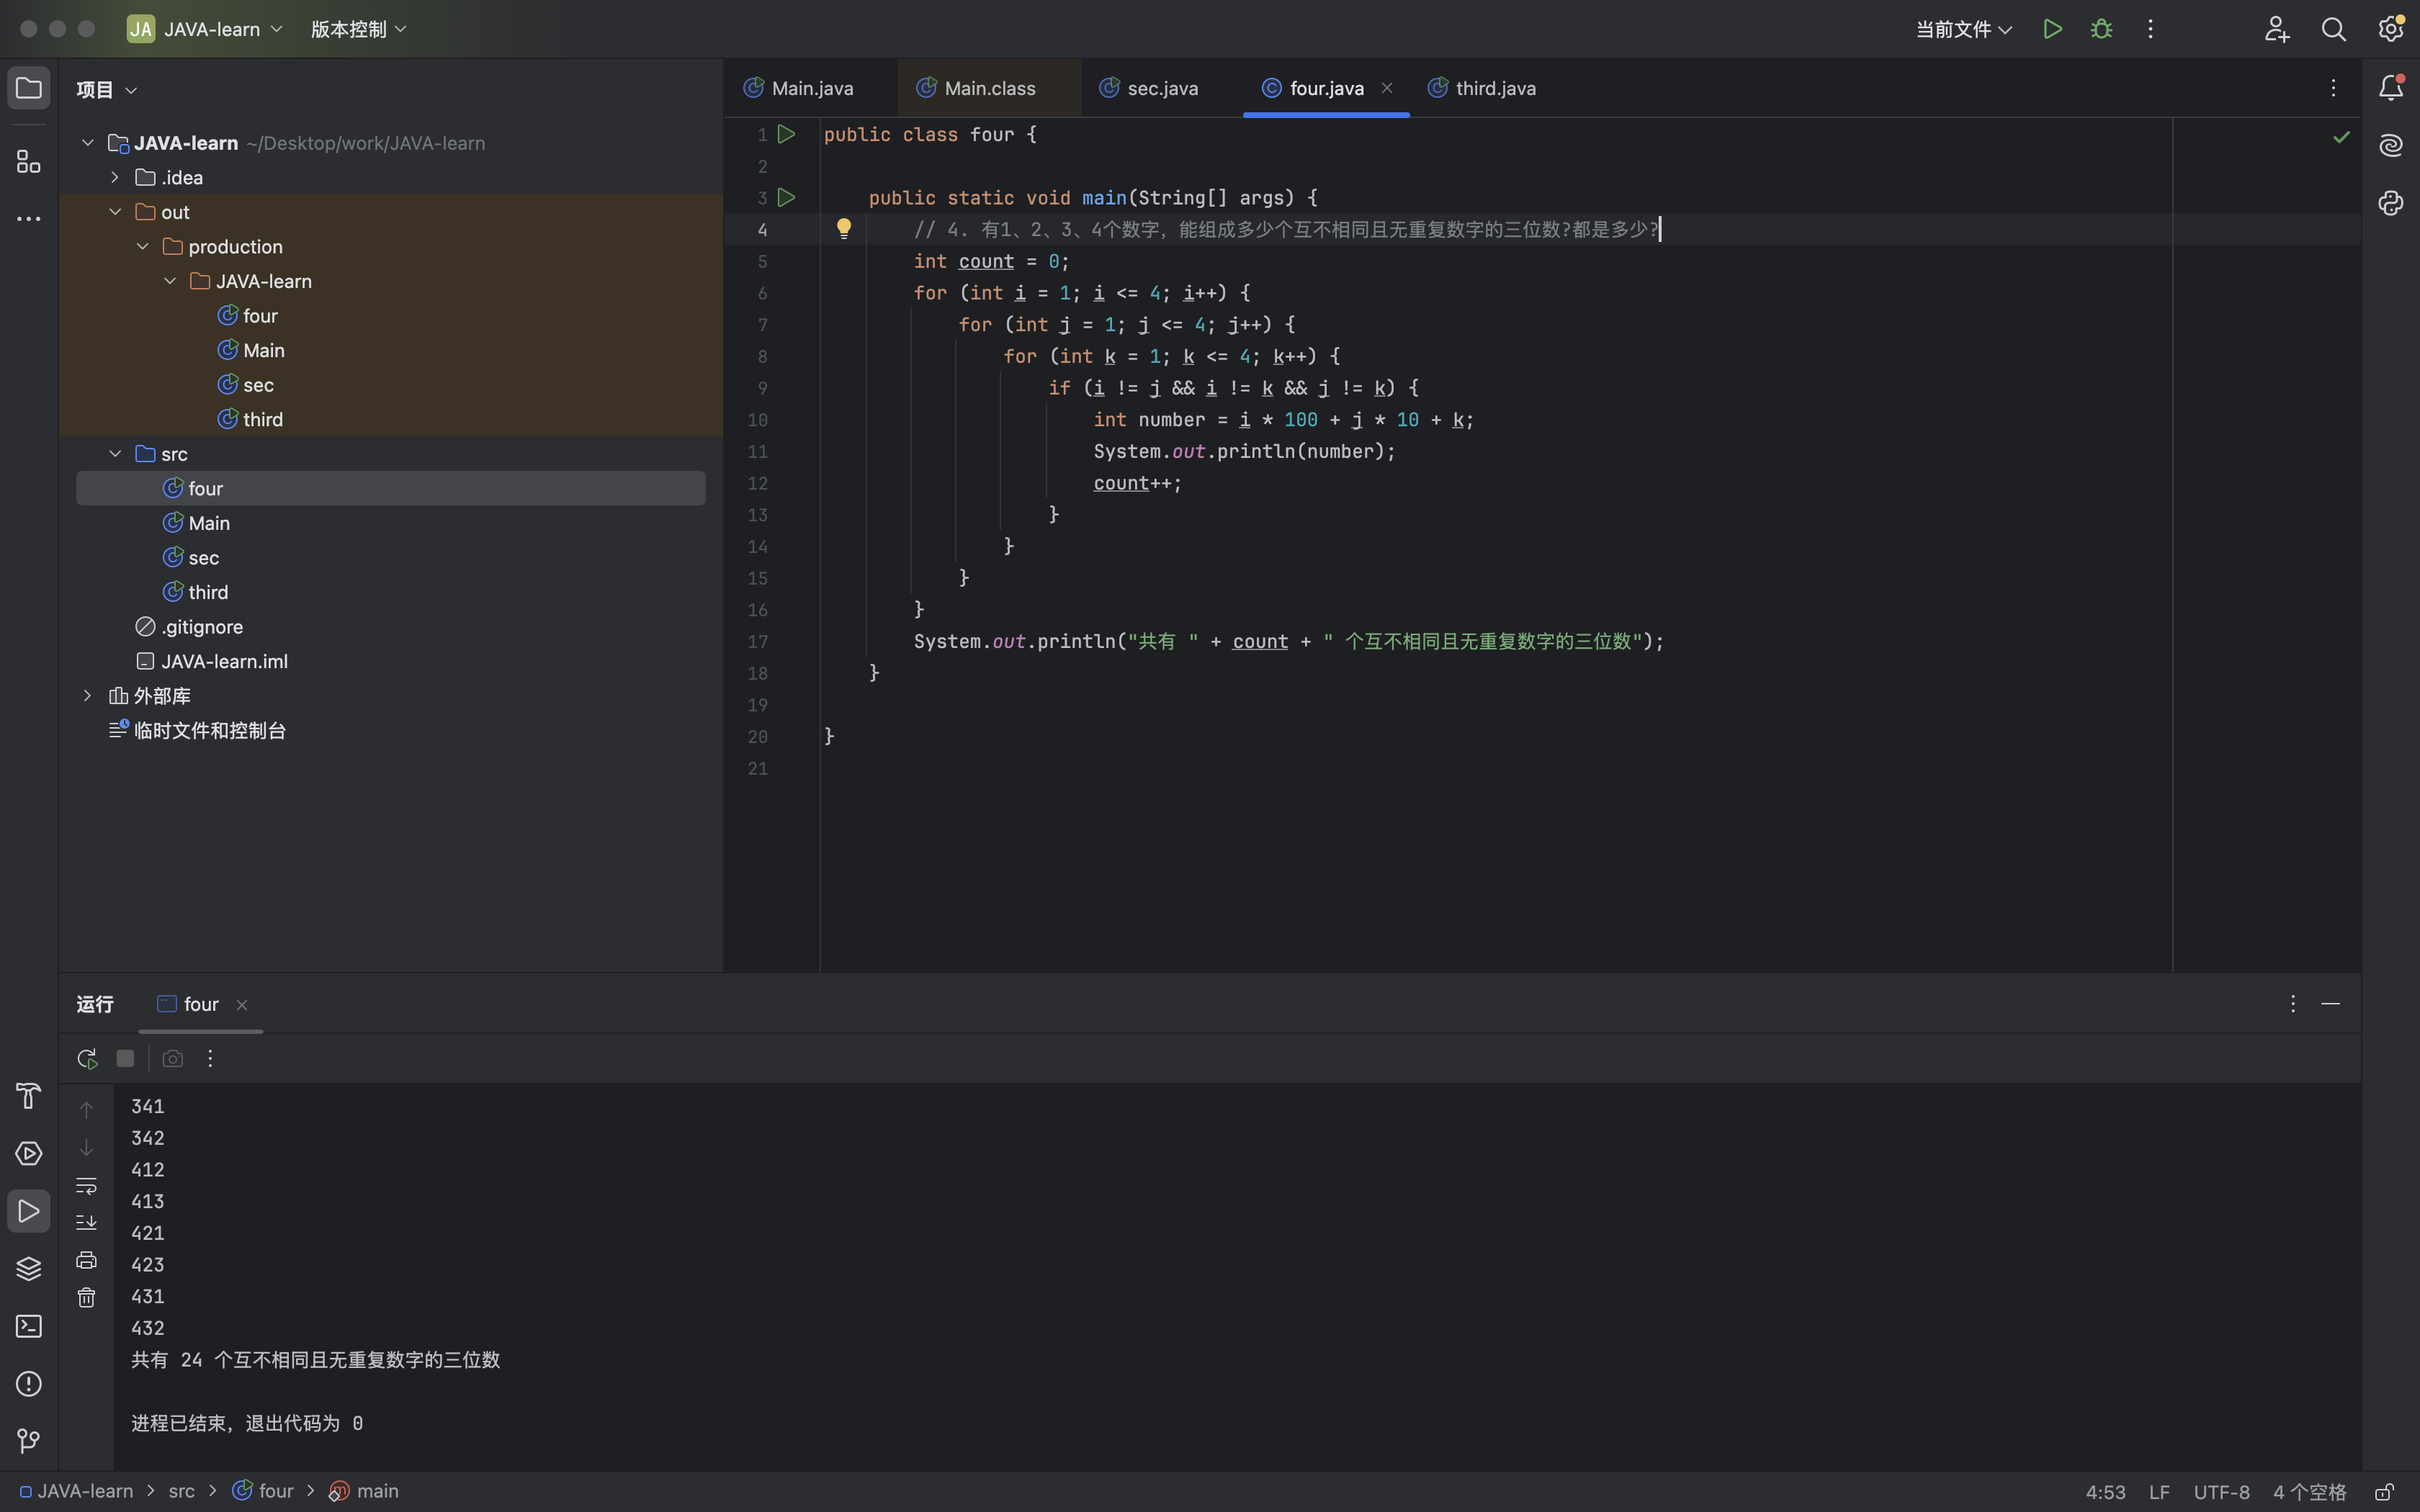 JA JAVA-learn 版本控制 当前文件
项目
JAVA-learn ~/Desktop/work/JAVA-learn
.idea
out
production
JAVA-learn
four
Main
sec
third
src
four
Main
sec
third
.gitignore
JAVA-learn.iml
外部库
临时文件和控制台
Main.java Main.class sec.java four.java third.java
1 public class four {
2
3 public static void main(String[] args) {
4 // 4. 有1、2、3、4个数字，能组成多少个互不相同且无重复数字的三位数?都是多少?
5 int count = 0;
6 for (int i = 1; i <= 4; i++) {
7 for (int j = 1; j <= 4; j++) {
8 for (int k = 1; k <= 4; k++) {
9 if (i != j && i != k && j != k) {
10 int number = i * 100 + j * 10 + k;
11 System.out.println(number);
12 count++;
13 }
14 }
15 }
16 }
17 System.out.println("共有 " + count + " 个互不相同且无重复数字的三位数");
18 }
19
20 }
21
运行 four
341
342
412
413
421
423
431
432
共有 24 个互不相同且无重复数字的三位数
进程已结束，退出代码为 0
JAVA-learn > src > four > main 4:53 LF UTF-8 4 个空格